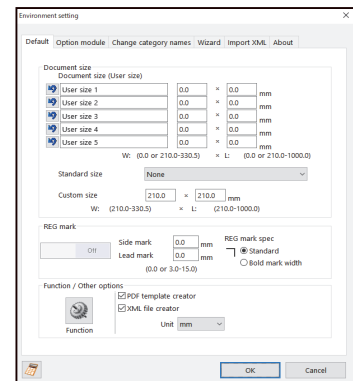 Environment setting
Default Option module Change category names Wizard Import XML About
Document size
Document size (User size)
User size 1 0.0 × 0.0 mm
User size 2 0.0 × 0.0 mm
User size 3 0.0 × 0.0 mm
User size 4 0.0 × 0.0 mm
User size 5 0.0 × 0.0 mm
W: (0.0 or 210.0-330.5) × L: (0.0 or 210.0-1000.0)
Standard size None
Custom size 210.0 × 210.0 mm
W: (210.0-330.5) × L: (210.0-1000.0)
REG mark
Off
Side mark 0.0 mm
Lead mark 0.0 mm
(0.0 or 3.0-15.0)
REG mark spec
Standard
Bold mark width
Function / Other options
Function
PDF template creator
XML file creator
Unit mm
OK Cancel